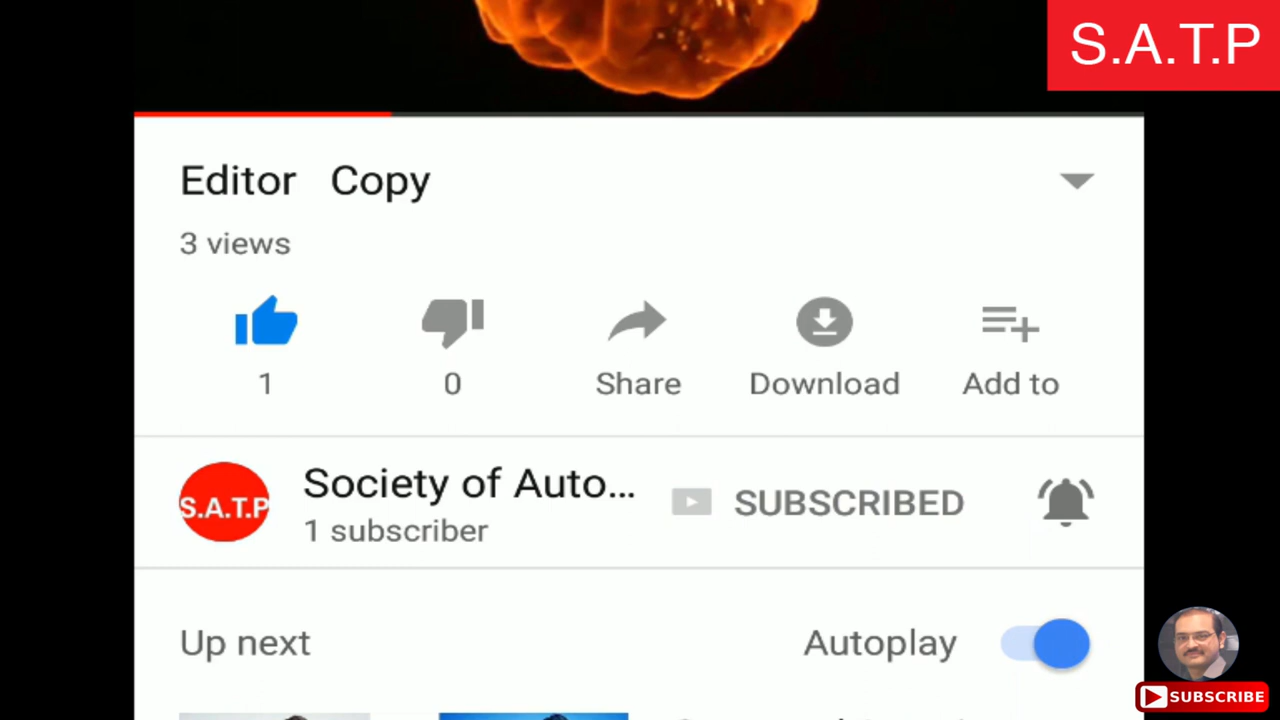 S.A.T.P
Editor Copy
3 views
1
0
Share
Download
Add to
S.A.T.P
Society of Auto...
1 subscriber
SUBSCRIBED
Up next
Autoplay
SUBSCRIBE